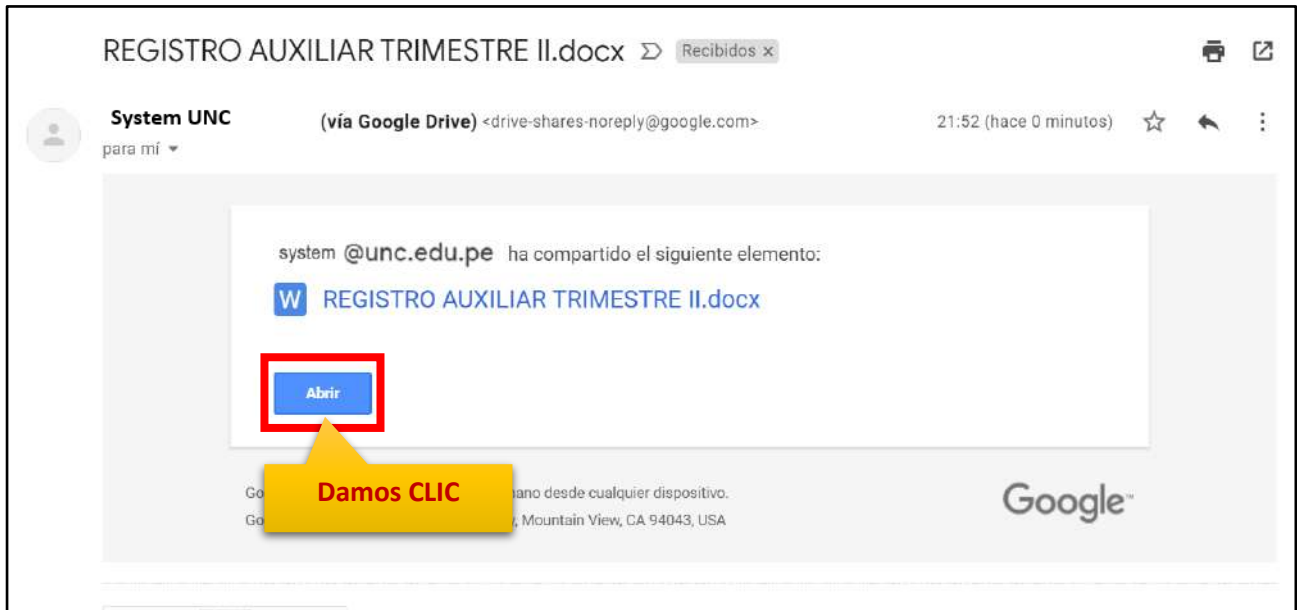 REGISTRO AUXILIAR TRIMESTRE II.docx Recibidos x
System UNC (vía Google Drive) <drive-shares-noreply@google.com> 21:52 (hace 0 minutos)
para mí
system @unc.edu.pe ha compartido el siguiente elemento:
W REGISTRO AUXILIAR TRIMESTRE II.docx
Abrir
Damos CLIC
desde cualquier dispositivo.
Mountain View, CA 94043, USA
Google